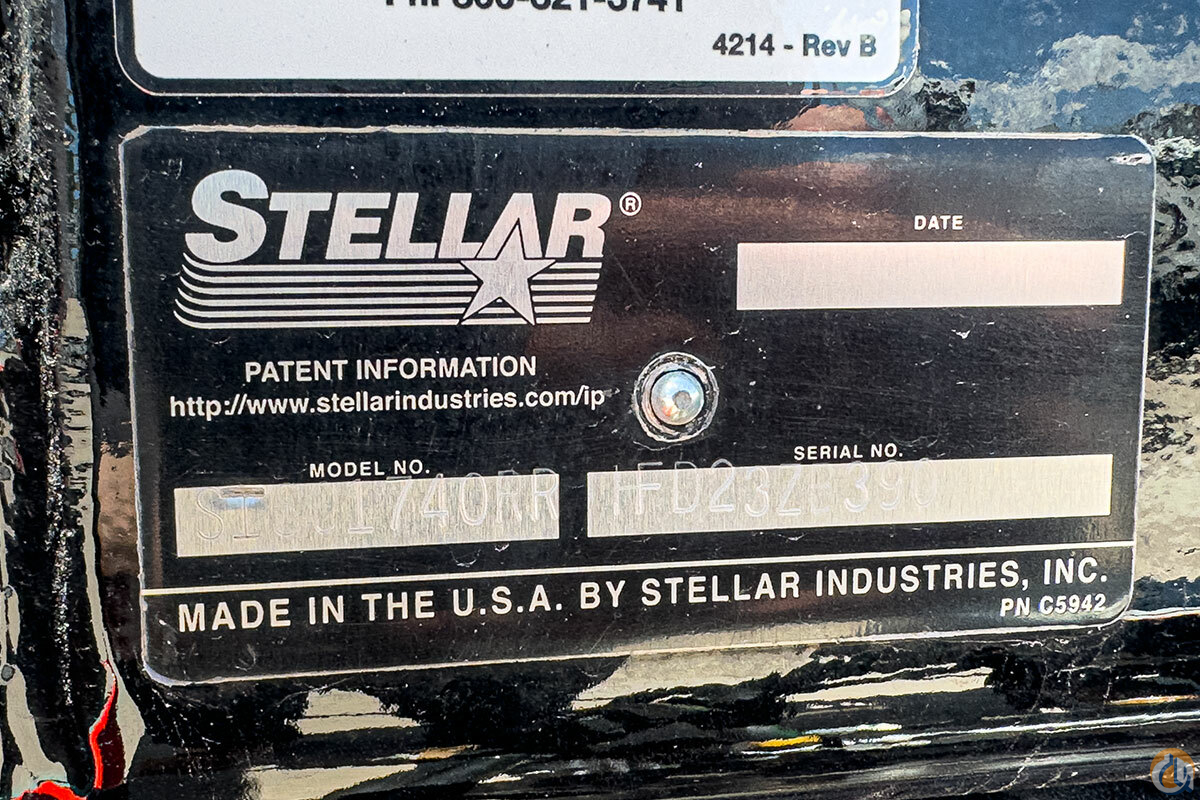 4214 - Rev B
STELLAR®
DATE
PATENT INFORMATION
http://www.stellarindustries.com/ip
MODEL NO.
SERIAL NO.
MADE IN THE U.S.A. BY STELLAR INDUSTRIES, INC.
PN C5942